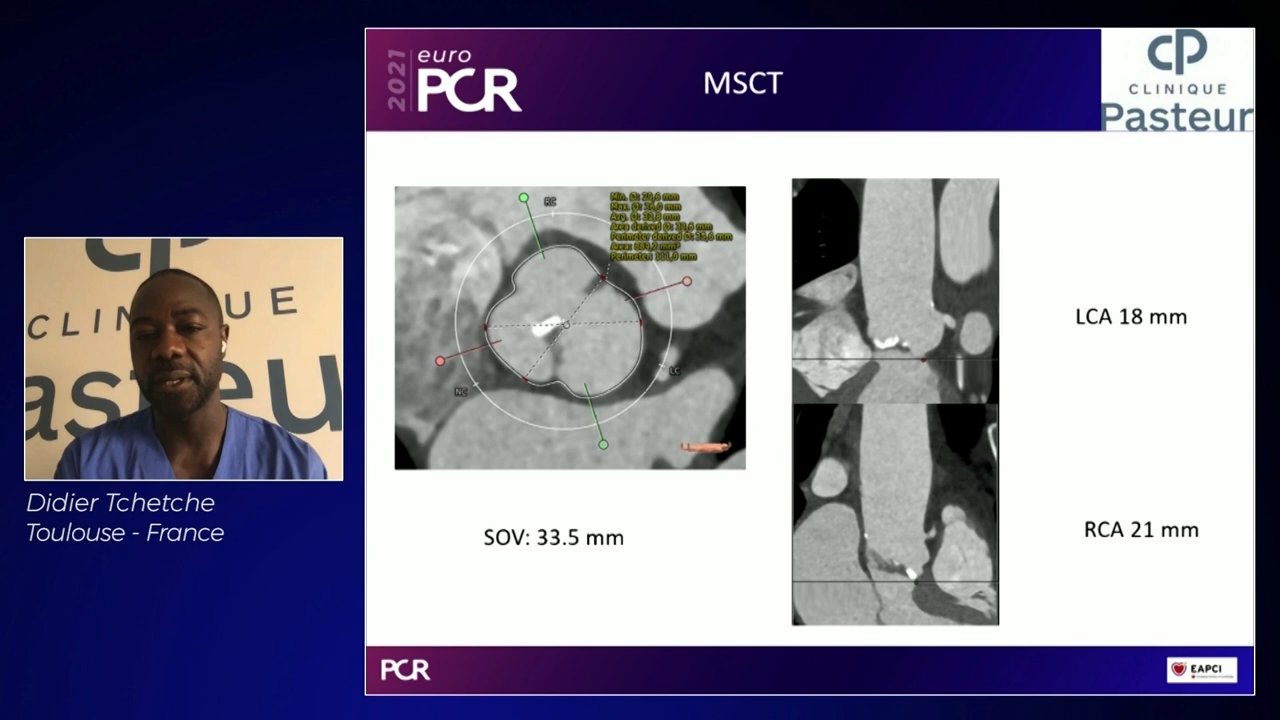 2021
euro
PCR
MSCT
CP
CLINIQUE
Pasteur
RC
LC
NC
SOV: 33.5 mm
LCA 18 mm
RCA 21 mm
CLINIQUE
Didier Tchetche
Toulouse - France
PCR
EAPCI